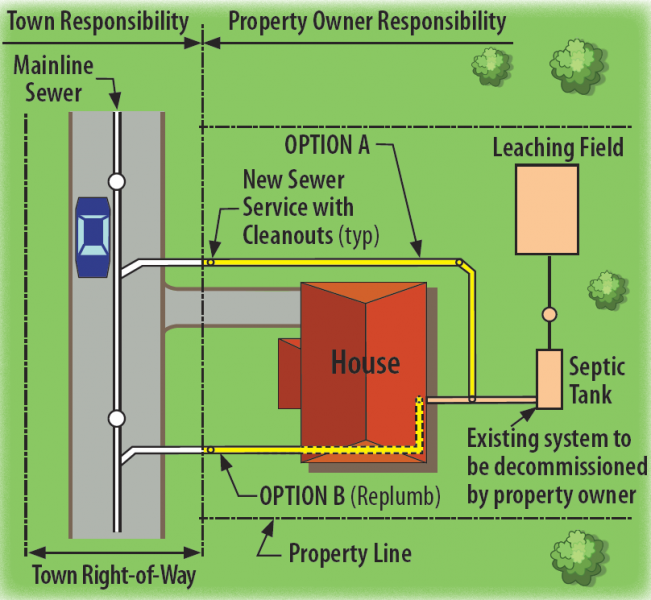 Town Responsibility
Property Owner Responsibility
Mainline
Sewer
OPTION A
Leaching Field
New Sewer
Service with
Cleanouts (typ)
House
Septic
Tank
Existing system to
be decommissioned
by property owner
OPTION B (Replumb)
Property Line
Town Right-of-Way